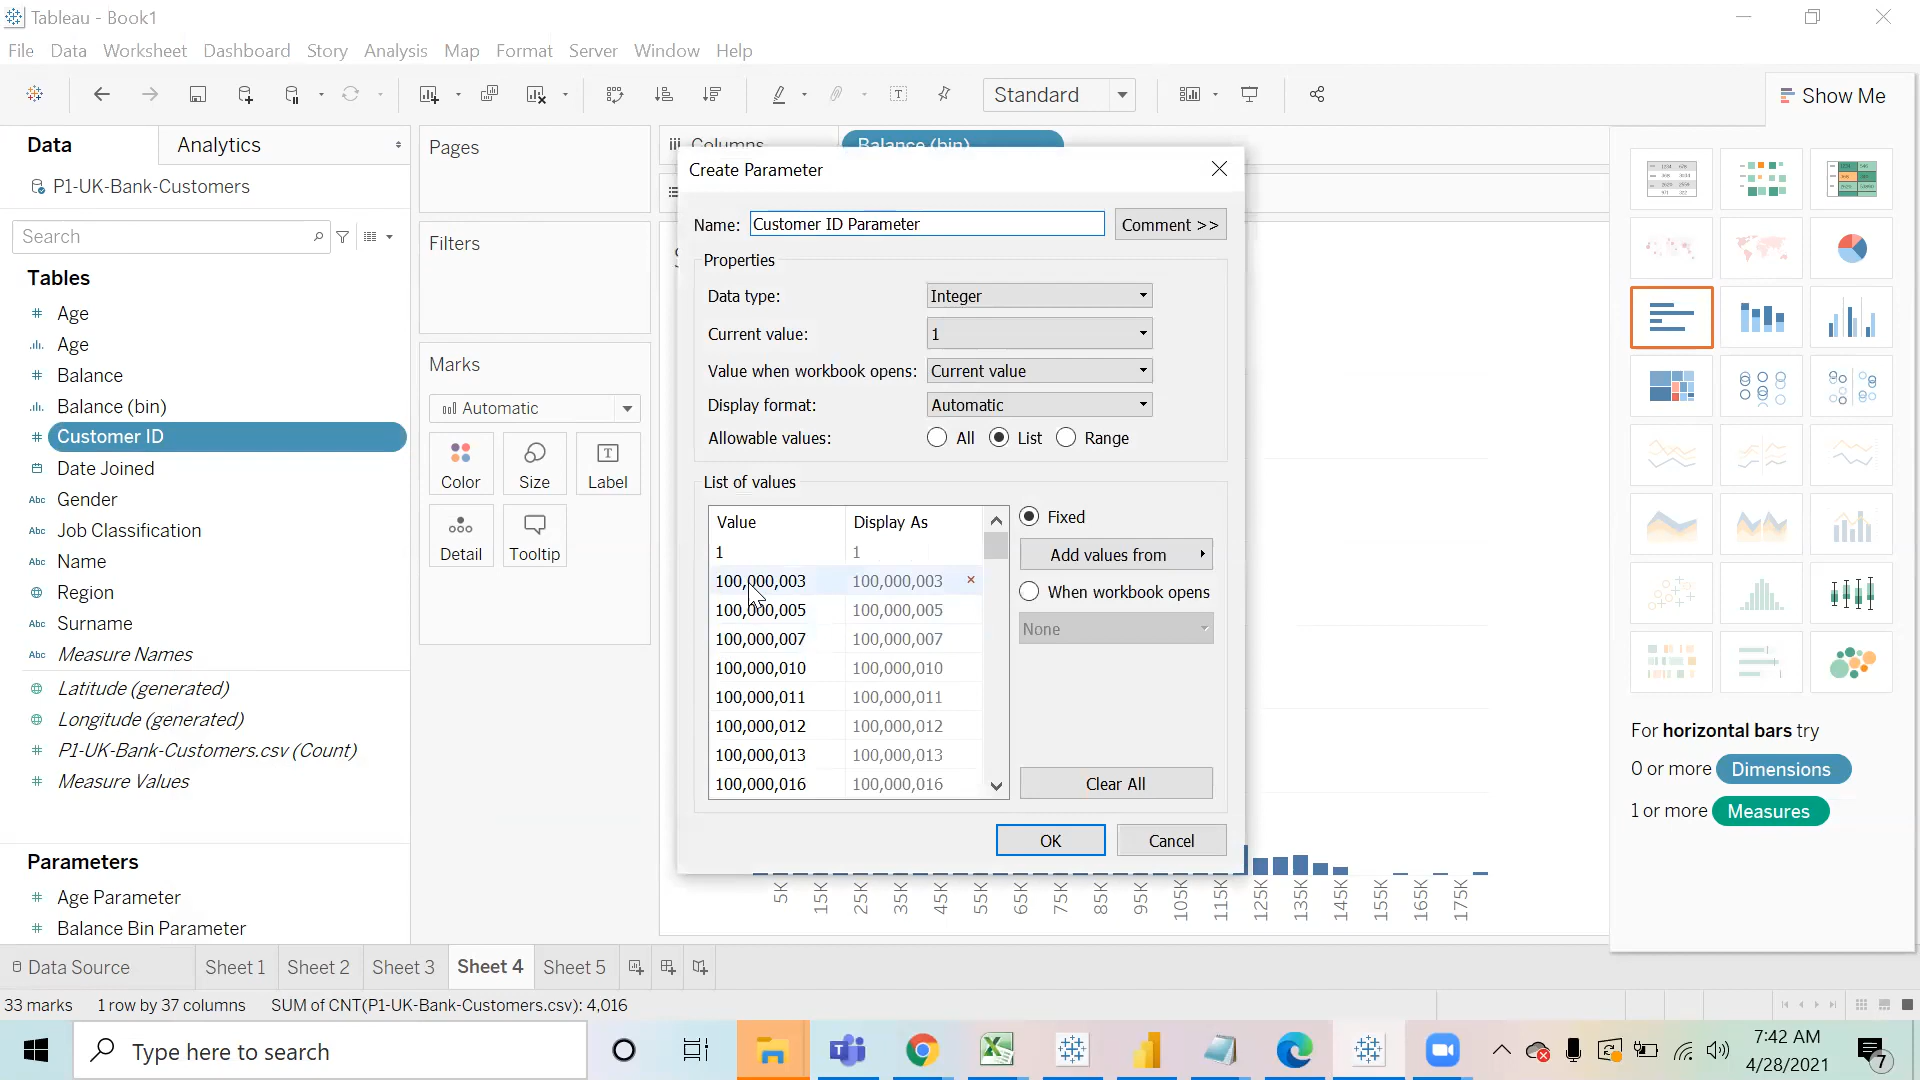 Tableau - Book1
File Data Worksheet Dashboard Story Analysis Map Format Server Window Help
Standard
Show Me
Data
Analytics
P1-UK-Bank-Customers
Search
Tables
Age
Age
Balance
Balance (bin)
Customer ID
Date Joined
Abc Gender
Abc Job Classification
Abc Name
Region
Abc Surname
Abc Measure Names
Latitude (generated)
Longitude (generated)
P1-UK-Bank-Customers.csv (Count)
Measure Values
Parameters
Age Parameter
Balance Bin Parameter
Pages
Filters
Marks
Automatic
Color Size Label
Detail Tooltip
Columns
Balance (bin)
Create Parameter
Name: Customer ID Parameter Comment >>
Properties
Data type: Integer
Current value: 1
Value when workbook opens: Current value
Display format: Automatic
Allowable values: All List Range
List of values
Value Display As
1 1
100,000,003 100,000,003
100,000,005 100,000,005
100,000,007 100,000,007
100,000,010 100,000,010
100,000,011 100,000,011
100,000,012 100,000,012
100,000,013 100,000,013
100,000,016 100,000,016
Fixed
Add values from
When workbook opens
None
Clear All
OK Cancel
5K 15K 25K 35K 45K 55K 65K 75K 85K 95K 105K 115K 125K 135K 145K 155K 165K 175K
For horizontal bars try
0 or more Dimensions
1 or more Measures
Data Source Sheet 1 Sheet 2 Sheet 3 Sheet 4 Sheet 5
33 marks 1 row by 37 columns SUM of CNT(P1-UK-Bank-Customers.csv): 4,016
Type here to search
7:42 AM
4/28/2021
7